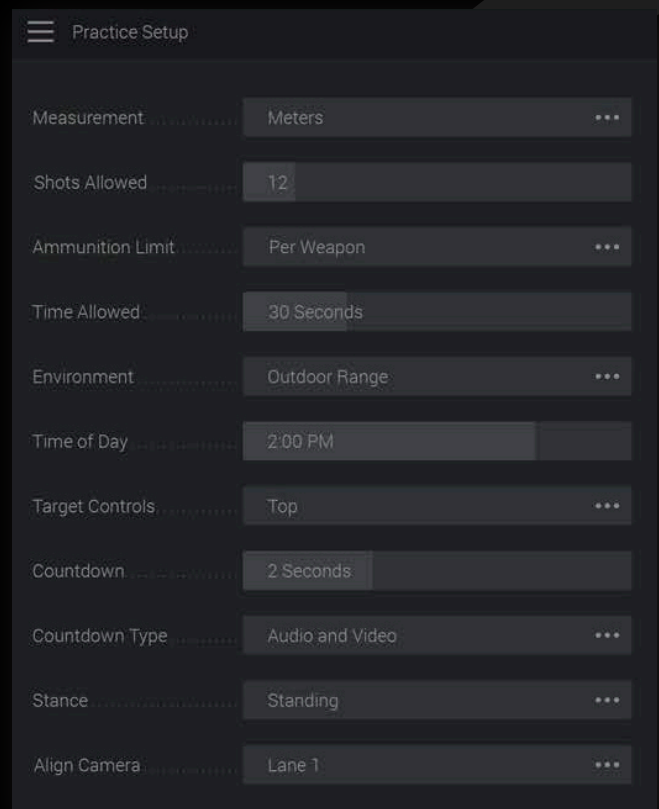 Practice Setup
Measurement Meters
Shots Allowed 12
Ammunition Limit Per Weapon
Time Allowed 30 Seconds
Environment Outdoor Range
Time of Day 2:00 PM
Target Controls Top
Countdown 2 Seconds
Countdown Type Audio and Video
Stance Standing
Align Camera Lane 1